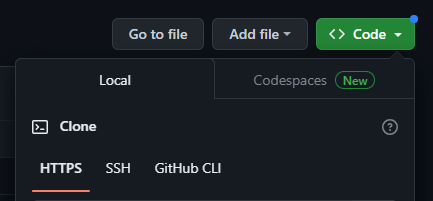 Go to file Add file <> Code
Local Codespaces New
Clone
HTTPS SSH GitHub CLI